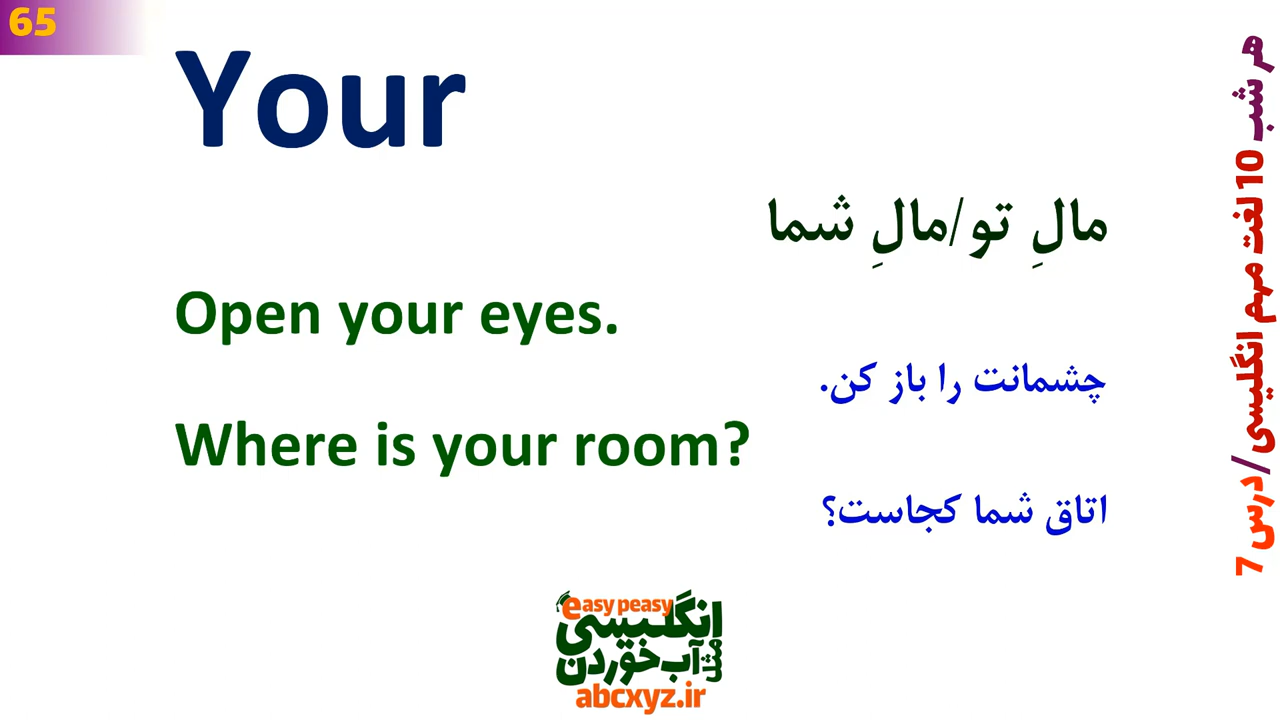 65
Your
مالِ تو/مالِ شما
Open your eyes.
چشمانت را باز کن.
Where is your room?
اتاق شما کجاست؟
هر شب 10 لغت مهم انگلیسی/درس 7
easy peasy
انگلیسی
مثل آب خوردن
abcxyz.ir